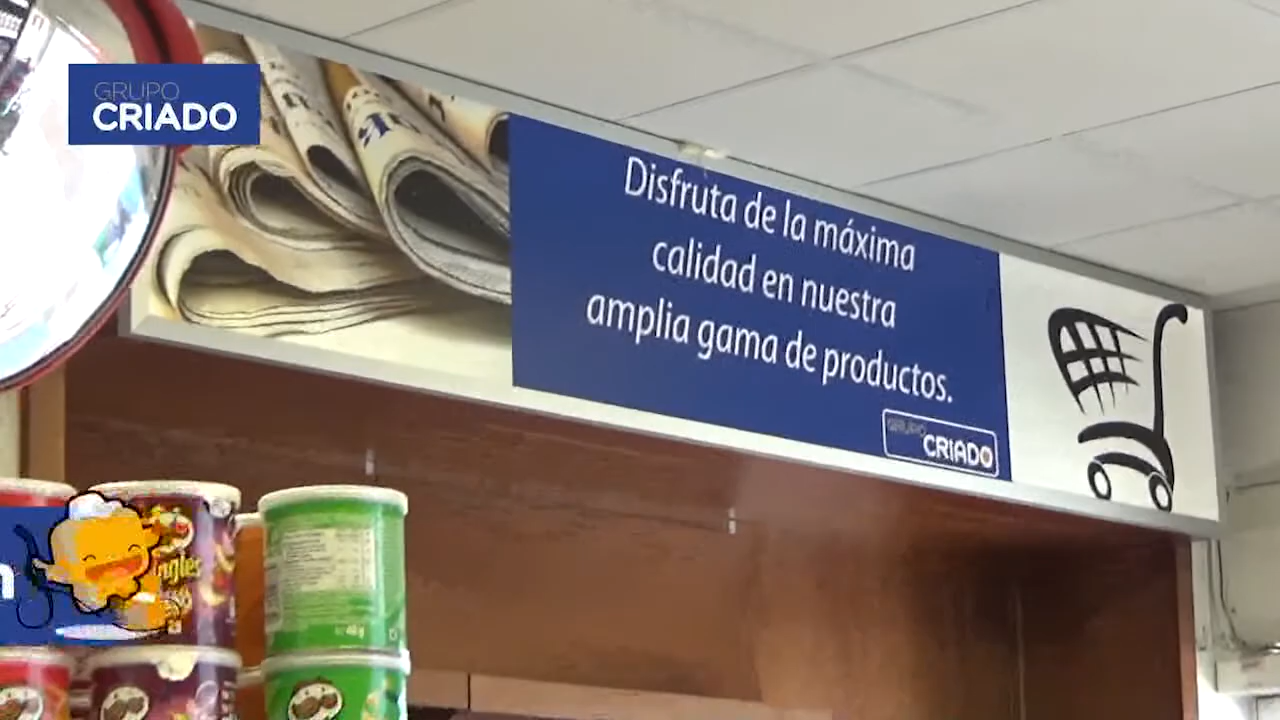 GRUPO
CRIADO
Disfruta de la máxima
calidad en nuestra
amplia gama de productos.
GRUPO
CRIADO